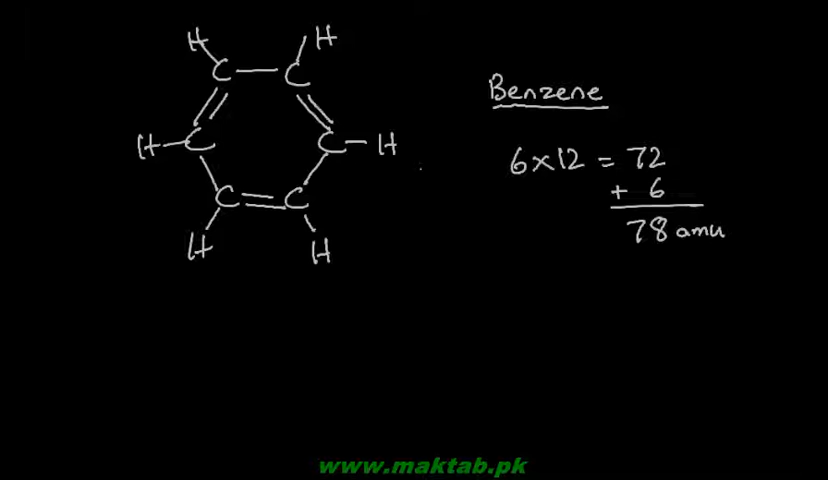 H H
C C
Benzene
H C C H
6 × 12 = 72
+ 6
C C
78 amu
H H
www.maktab.pk